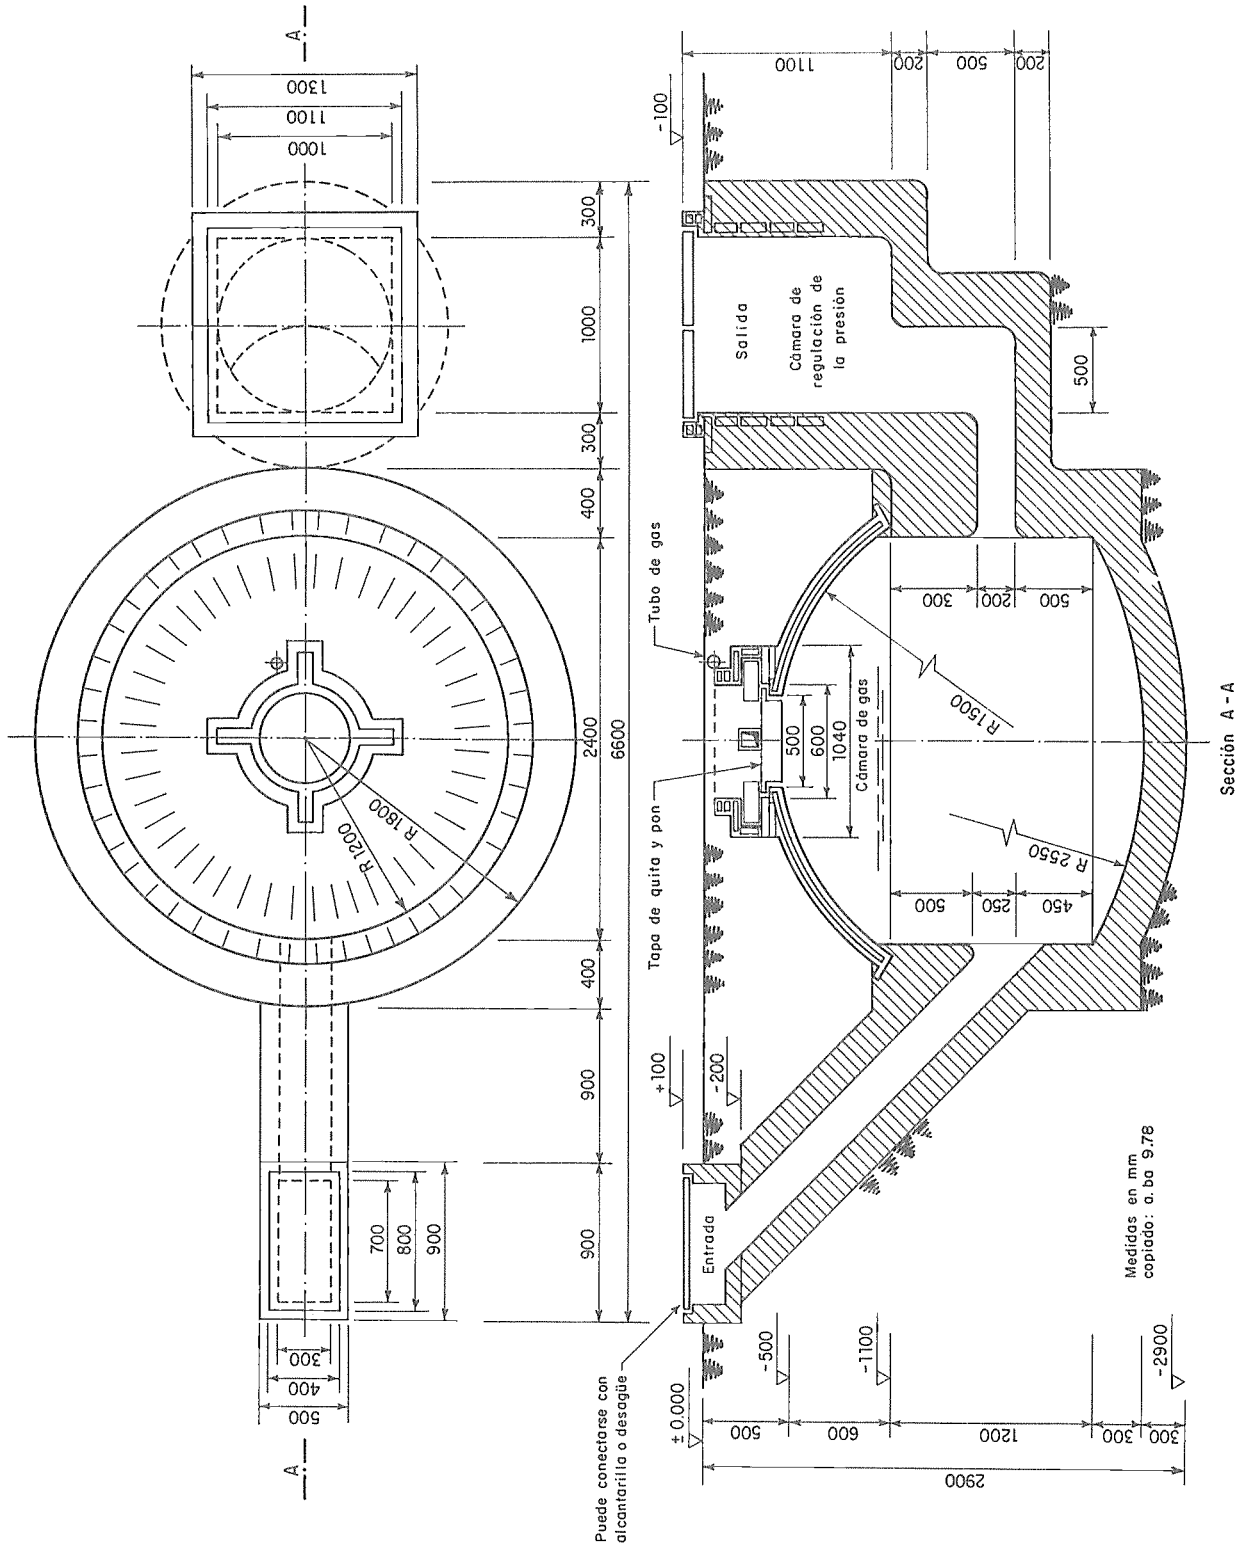 A
A
1300
1100
1000
300
1000
300
400
2400
6600
400
900
900
R 1200
R 1800
700
800
900
300
400
500
-100
1100
200
500
200
Salida
Cámara de
regulación de
la presión
500
Tubo de gas
Tapa de quita y pon
500
600
1040
Cámara de gas
R 1500
R 2550
300
200
500
500
250
450
+100
-200
Entrada
Puede conectarse con
alcantarilla o desagüe
± 0.000
-500
-1100
-2900
500
600
1200
300
300
2900
Medidas en mm
copiado: a. ba 9.78
Sección A - A